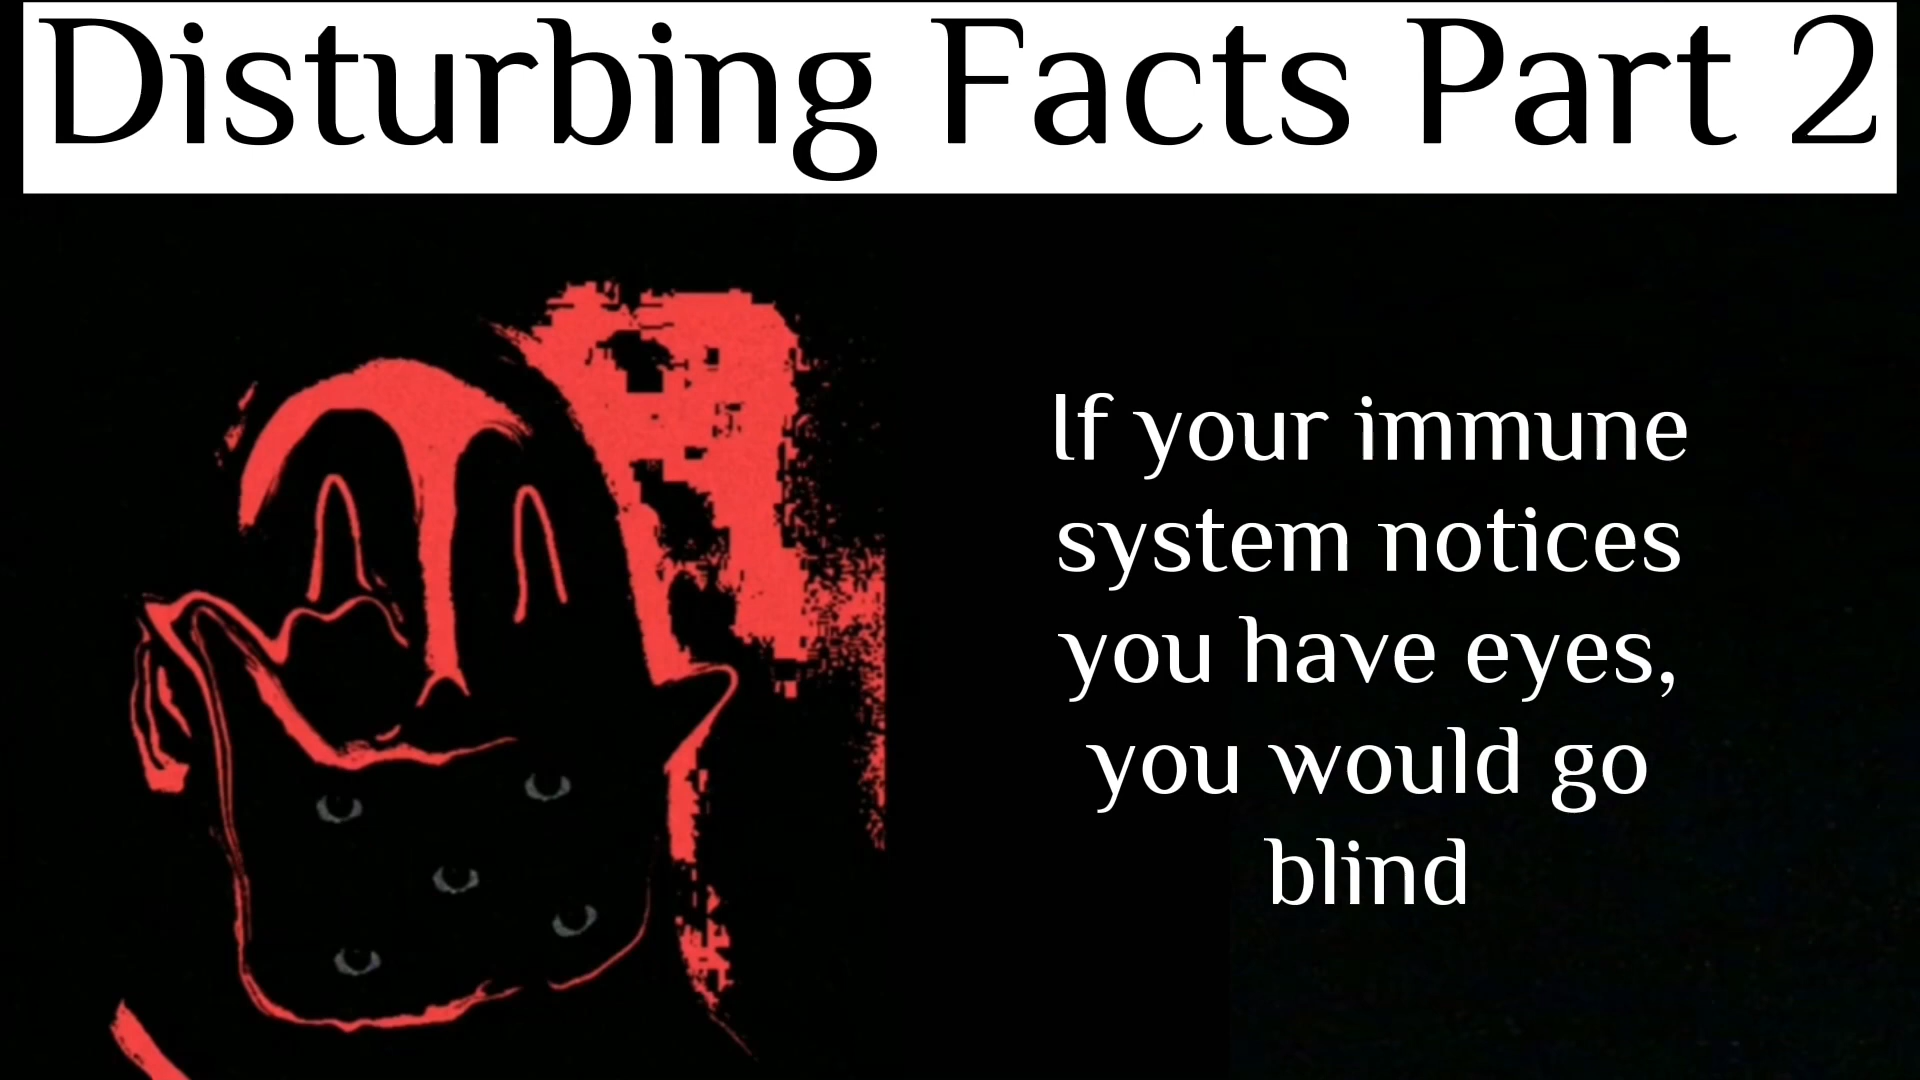 Disturbing Facts Part 2
If your immune
system notices
you have eyes,
you would go
blind